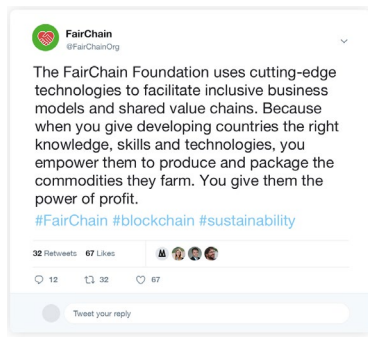 FairChain
@FairChainOrg
The FairChain Foundation uses cutting-edge
technologies to facilitate inclusive business
models and shared value chains. Because
when you give developing countries the right
knowledge, skills and technologies, you
empower them to produce and package the
commodities they farm. You give them the
power of profit.
#FairChain #blockchain #sustainability
32 Retweets 67 Likes
12 32 67
Tweet your reply